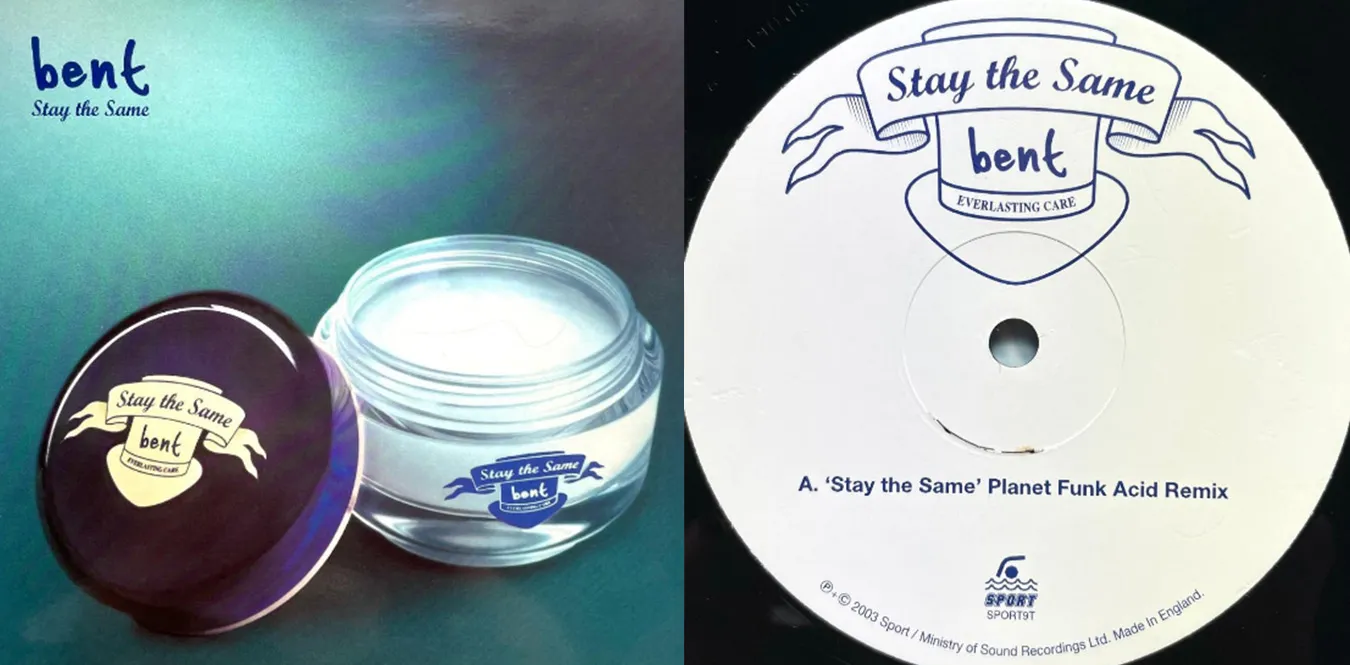 bent
Stay the Same
Stay the Same
bent
EVERLASTING CARE
Stay the Same
bent
EVERLASTING CARE
Stay the Same
bent
EVERLASTING CARE
A. ‘Stay the Same’ Planet Funk Acid Remix
SPORT
SPORT9T
℗+© 2003 Sport / Ministry of Sound Recordings Ltd. Made In England.